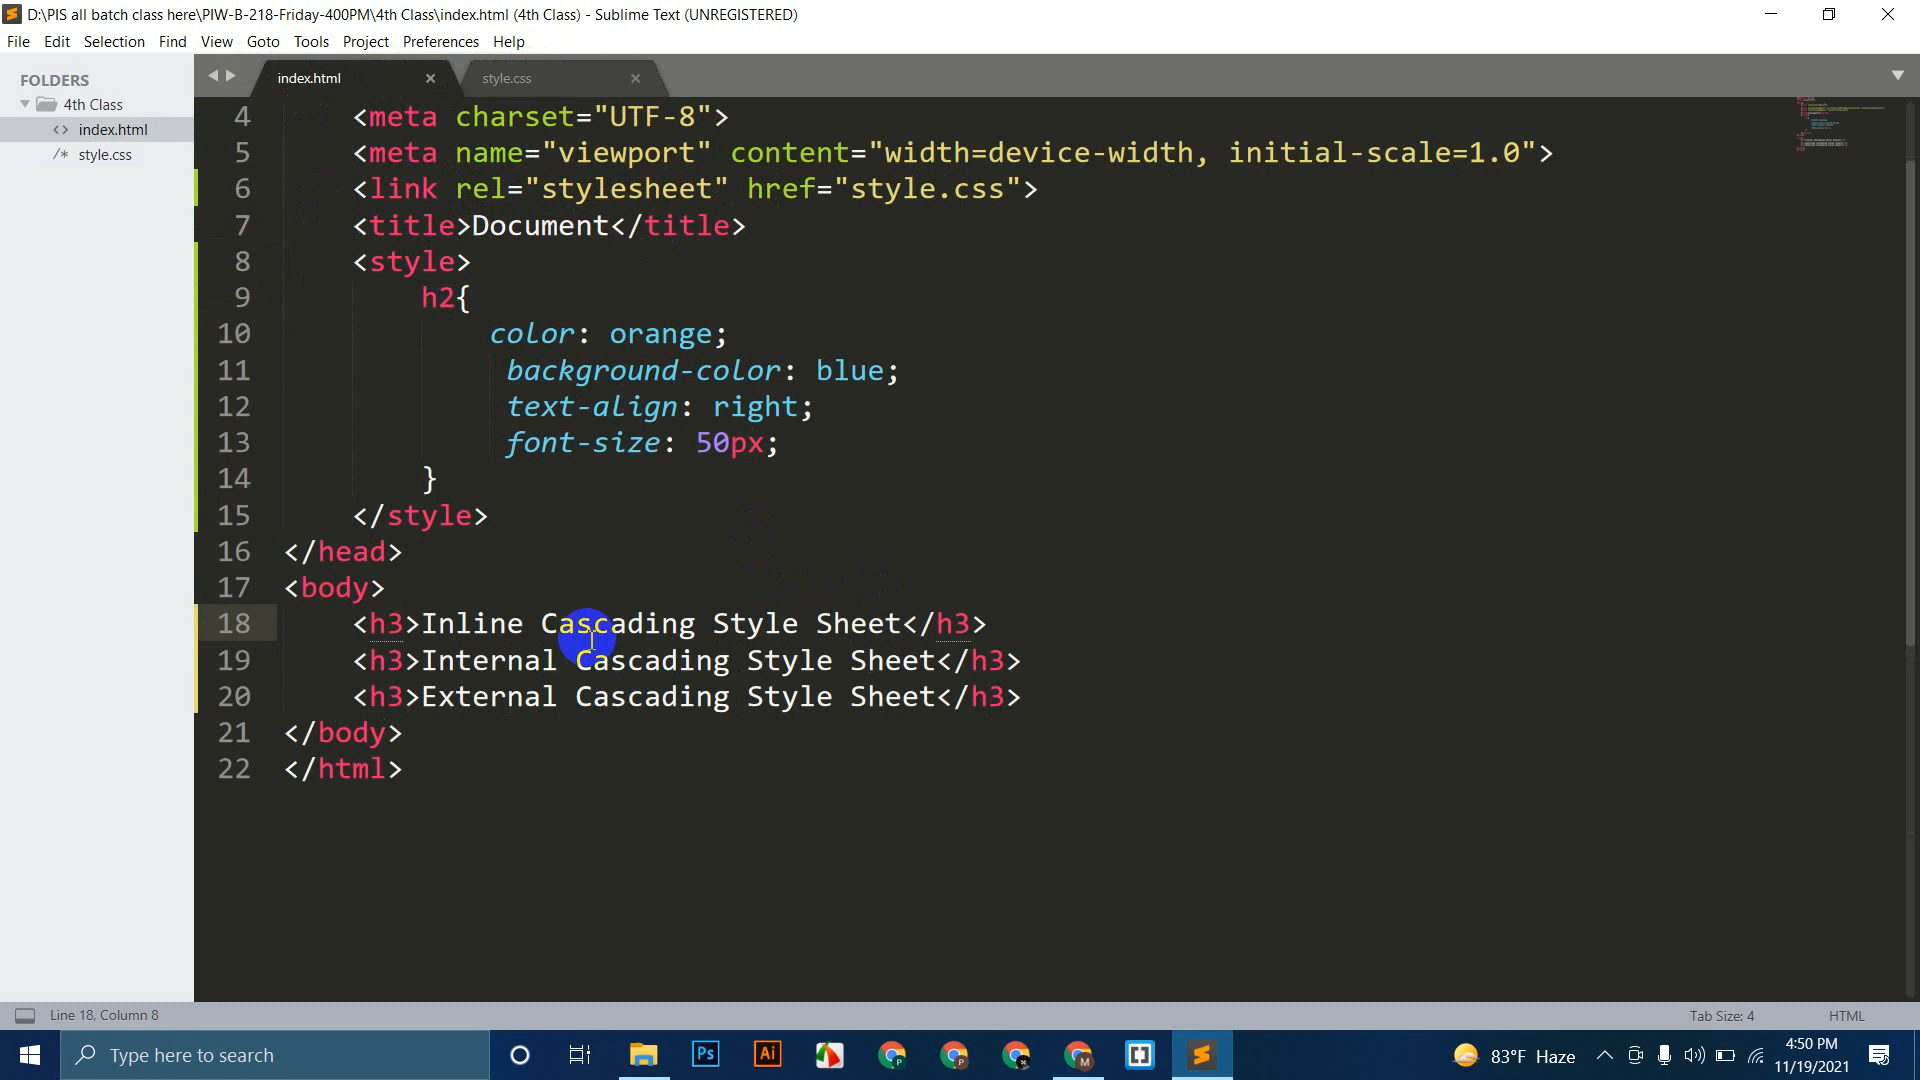 D:\PIS all batch class here\PIW-B-218-Friday-400PM\4th Class\index.html (4th Class) - Sublime Text (UNREGISTERED)
File Edit Selection Find View Goto Tools Project Preferences Help
FOLDERS
4th Class
<> index.html
/* style.css
index.html × style.css ×
4 <meta charset="UTF-8">
5 <meta name="viewport" content="width=device-width, initial-scale=1.0">
6 <link rel="stylesheet" href="style.css">
7 <title>Document</title>
8 <style>
9 h2{
10 color: orange;
11 background-color: blue;
12 text-align: right;
13 font-size: 50px;
14 }
15 </style>
16 </head>
17 <body>
18 <h3>Inline Cascading Style Sheet</h3>
19 <h3>Internal Cascading Style Sheet</h3>
20 <h3>External Cascading Style Sheet</h3>
21 </body>
22 </html>
Line 18, Column 8
Tab Size: 4 HTML
Type here to search
Ps Ai
83°F Haze
4:50 PM
11/19/2021